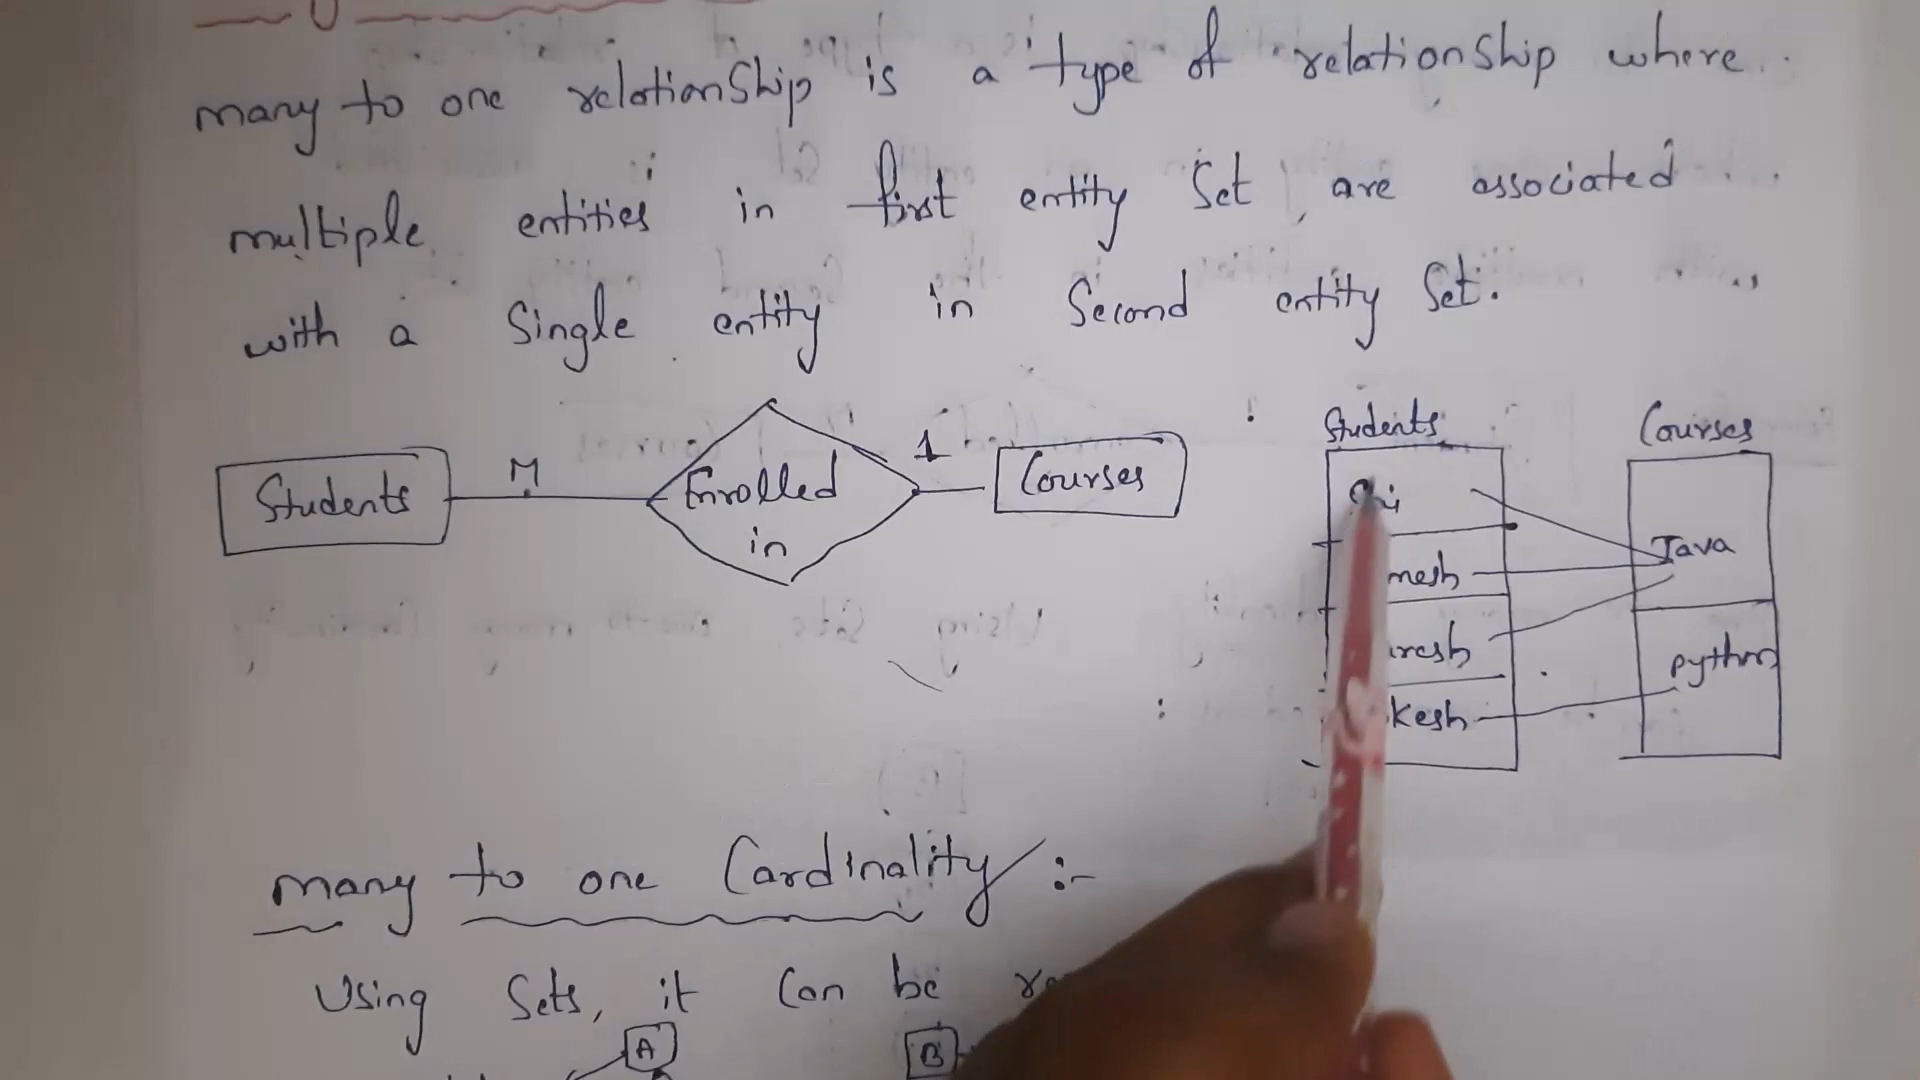 many to one relationship is a type of relationship where
multiple entities in first entity set, are associated
with a Single entity in Second entity Set.
Students M Enrolled in 1 Courses
Students Courses
Java
python
many to one Cardinality :-
Using Sets, it Can be
A B